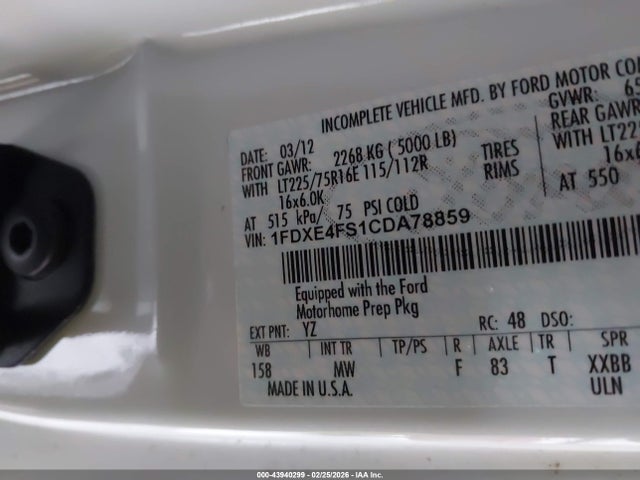 INCOMPLETE VEHICLE MFD. BY FORD MOTOR
DATE: 03/12 GVWR:
FRONT GAWR: 2268 KG ( 5000 LB) REAR GAWR
WITH LT225/75R16E 115/112R TIRES WITH
16x6.0K RIMS
AT 515 kPa/ 75 PSI COLD AT 550
VIN: 1FDXE4FS1CDA78859
Equipped with the Ford
Motorhome Prep Pkg
EXT PNT: YZ RC: 48 DSO:
WB INT TR TP/PS R AXLE TR SPR
158 MW F 83 T XXBB
MADE IN U.S.A. ULN
000-43940299 - 02/25/2026 - IAA Inc.